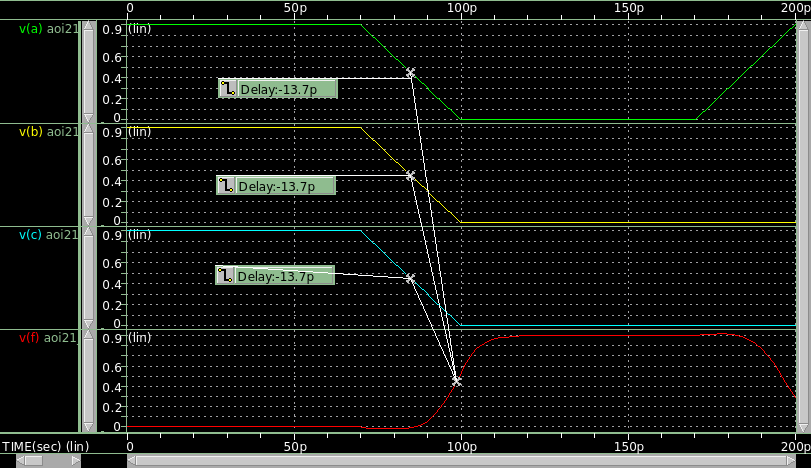 0 50p 100p 150p 200p
v(a) aoi21 0.9 (lin)
0.6
0.4
Delay:-13.7p
0.2
0
v(b) aoi21 0.9 (lin)
0.6
0.4
Delay:-13.7p
0.2
0
v(c) aoi21 0.9 (lin)
0.6
0.4
Delay:-13.7p
0.2
0
v(f) aoi21 0.9 (lin)
0.6
0.4
0.2
0
TIME(sec) (lin) 0 50p 100p 150p 200p